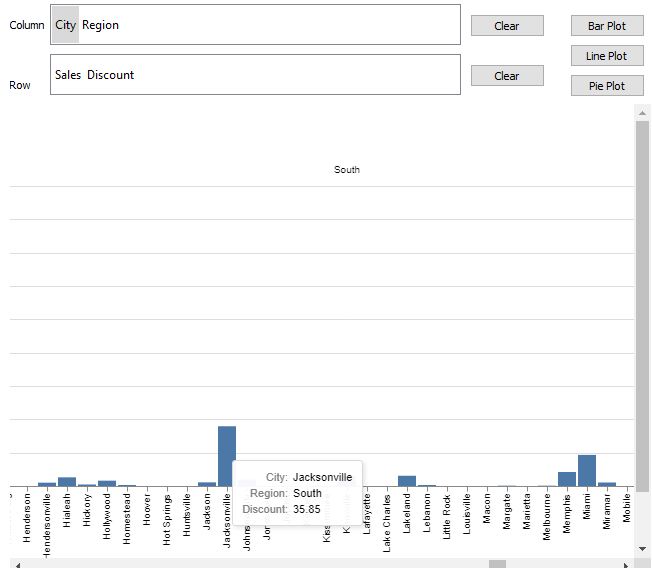 Column
City Region
Clear
Bar Plot
Line Plot
Row
Sales Discount
Clear
Pie Plot
South
Henderson
Hendersonville
Hialeah
Hickory
Hollywood
Homestead
Hoover
Hot Springs
Huntsville
Jackson
Jacksonville
Lafayette
Lake Charles
Lakeland
Lebanon
Little Rock
Louisville
Macon
Margate
Marietta
Melbourne
Memphis
Miami
Miramar
Mobile
City: Jacksonville
Region: South
Discount: 35.85